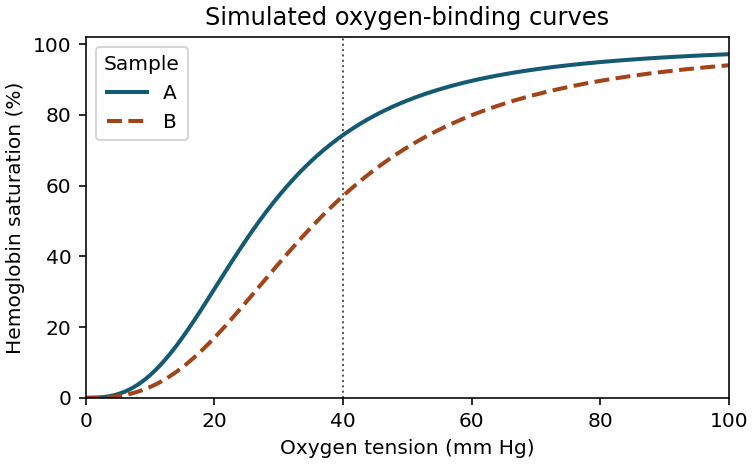 Simulated oxygen-binding curves
Hemoglobin saturation (%)
100
80
60
40
20
0
Sample
A
B
0 20 40 60 80 100
Oxygen tension (mm Hg)